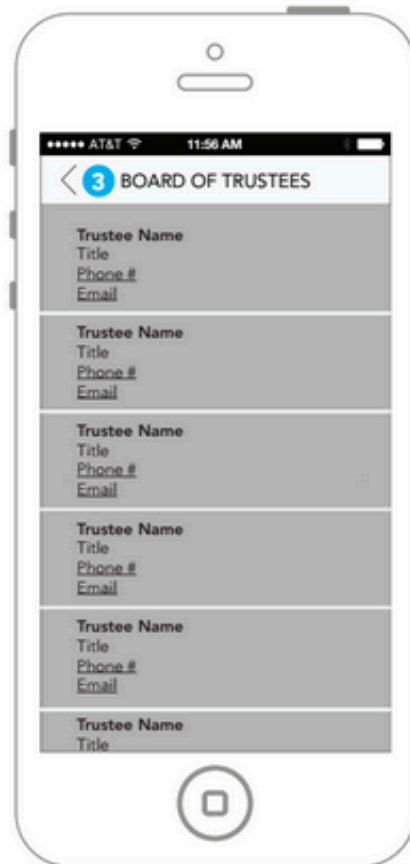 AT&T 11:56 AM
3 BOARD OF TRUSTEES
Trustee Name
Title
Phone #
Email
Trustee Name
Title
Phone #
Email
Trustee Name
Title
Phone #
Email
Trustee Name
Title
Phone #
Email
Trustee Name
Title
Phone #
Email
Trustee Name
Title